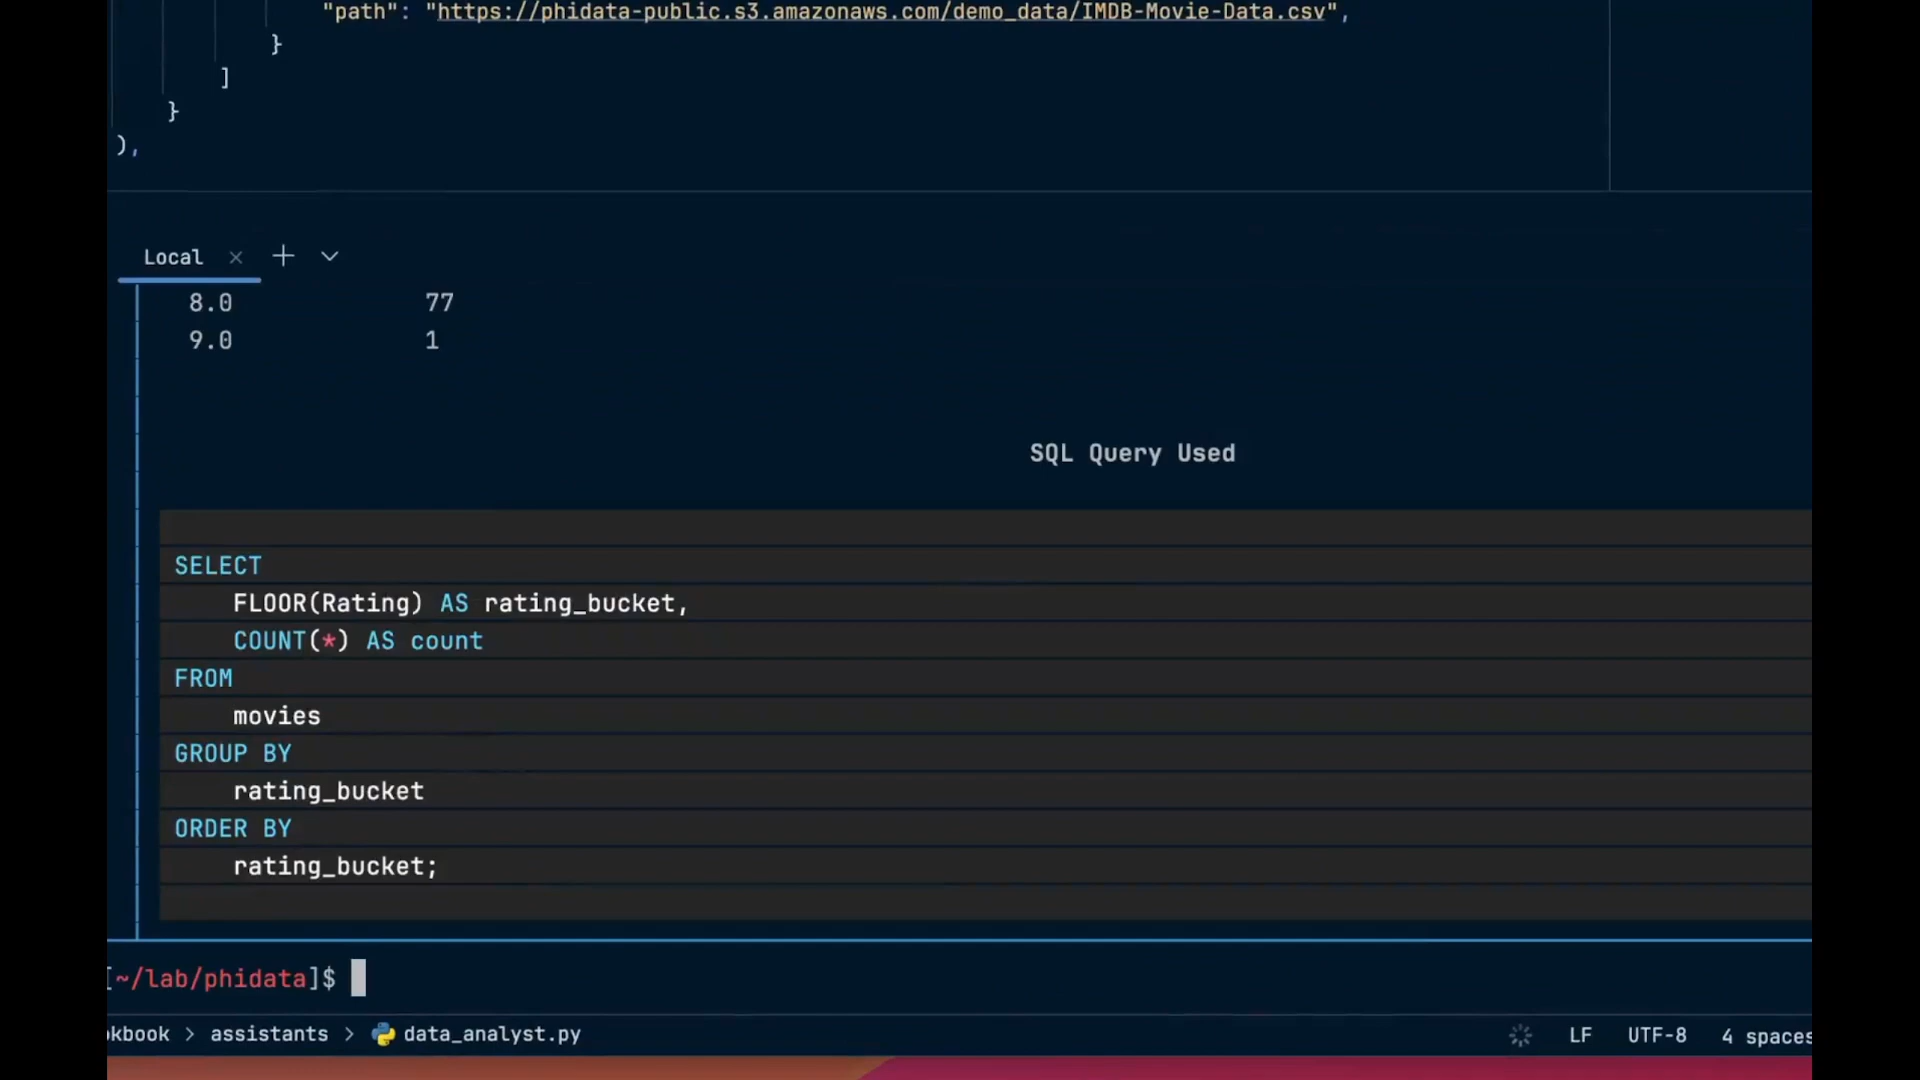 "path": "https://phidata-public.s3.amazonaws.com/demo_data/IMDB-Movie-Data.csv",
}
]
}
),
Local × + ⌄
8.0 77
9.0 1
SQL Query Used
SELECT
FLOOR(Rating) AS rating_bucket,
COUNT(*) AS count
FROM
movies
GROUP BY
rating_bucket
ORDER BY
rating_bucket;
[~/lab/phidata]$
okbook > assistants > data_analyst.py LF UTF-8 4 spaces